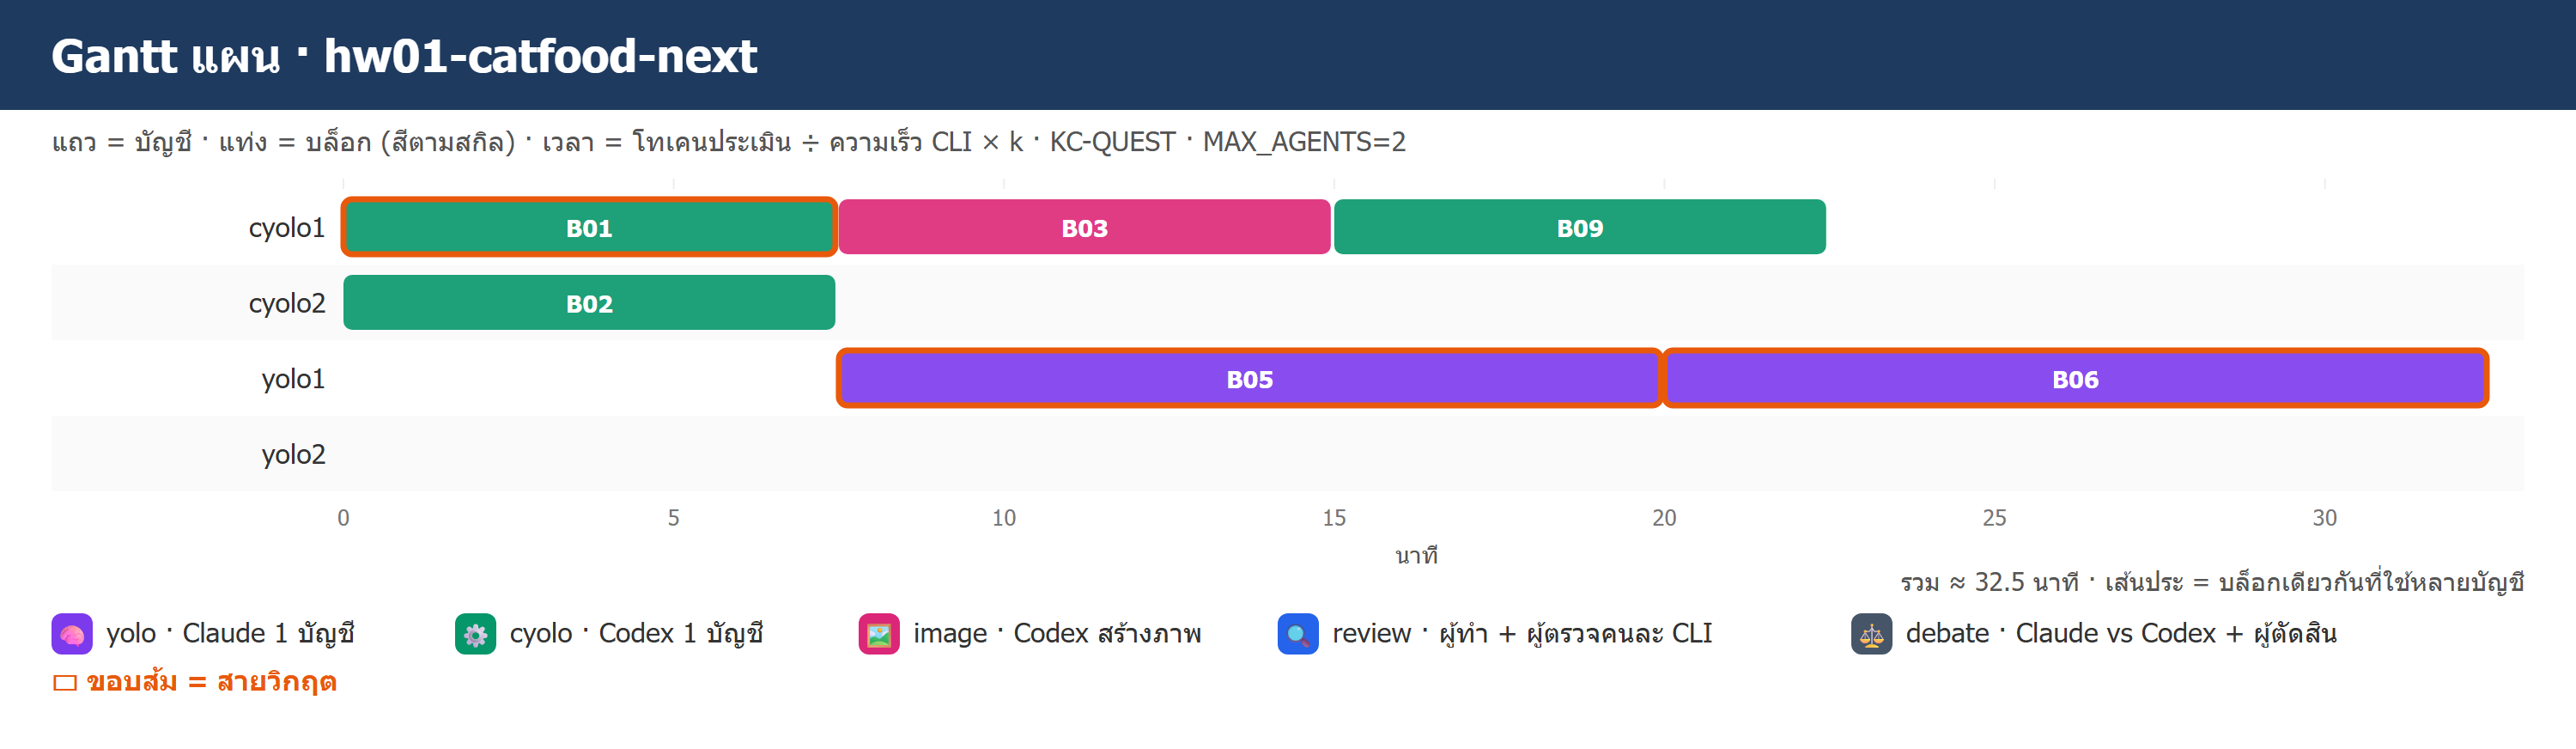 Gantt แผน · hw01-catfood-next
แถว = บัญชี · แท่ง = บล็อก (สีตามสกิล) · เวลา = โทเคนประเมิน ÷ ความเร็ว CLI × k · KC-QUEST · MAX_AGENTS=2
cyolo1 B01 B03 B09
cyolo2 B02
yolo1 B05 B06
yolo2
0 5 10 15 20 25 30
นาที
รวม ≈ 32.5 นาที · เส้นประ = บล็อกเดียวกันที่ใช้หลายบัญชี
yolo · Claude 1 บัญชี cyolo · Codex 1 บัญชี image · Codex สร้างภาพ review · ผู้ทำ + ผู้ตรวจคนละ CLI debate · Claude vs Codex + ผู้ตัดสิน
▭ ขอบส้ม = สายวิกฤต